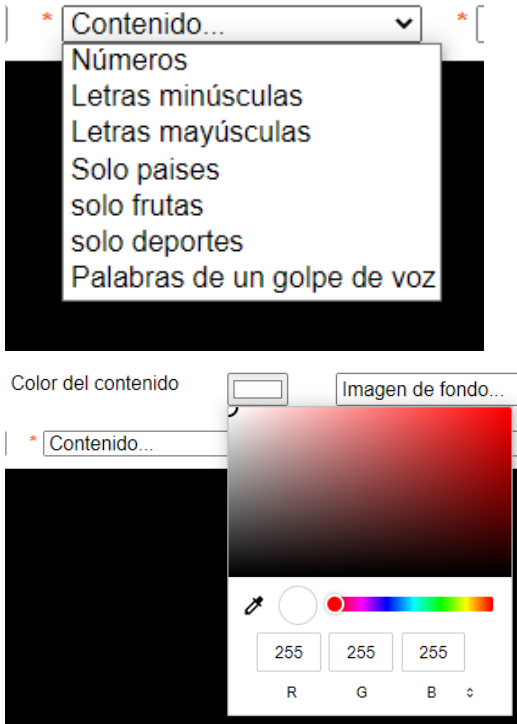 * Contenido... *
Números
Letras minúsculas
Letras mayúsculas
Solo paises
solo frutas
solo deportes
Palabras de un golpe de voz
Color del contenido Imagen de fondo...
* Contenido...
255 255 255
R G B